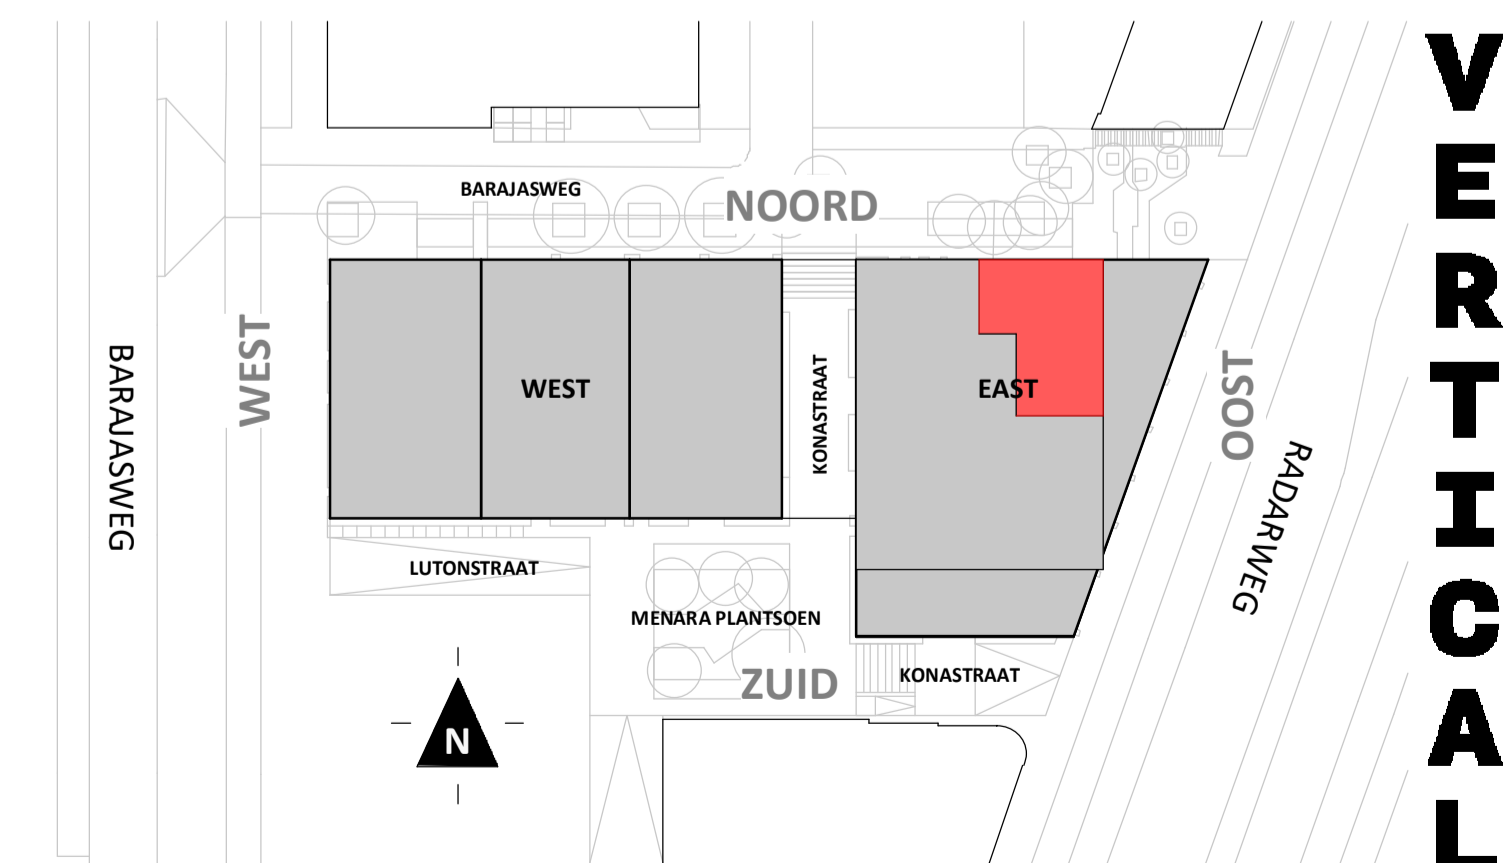 BARAJASWEG
NOORD
WEST
BARAJASWEG
WEST
KONASTRAAT
EAST
OOST
RADARWEG
LUTONSTRAAT
MENARA PLANTSOEN
ZUID
KONASTRAAT
N
VERTICAL